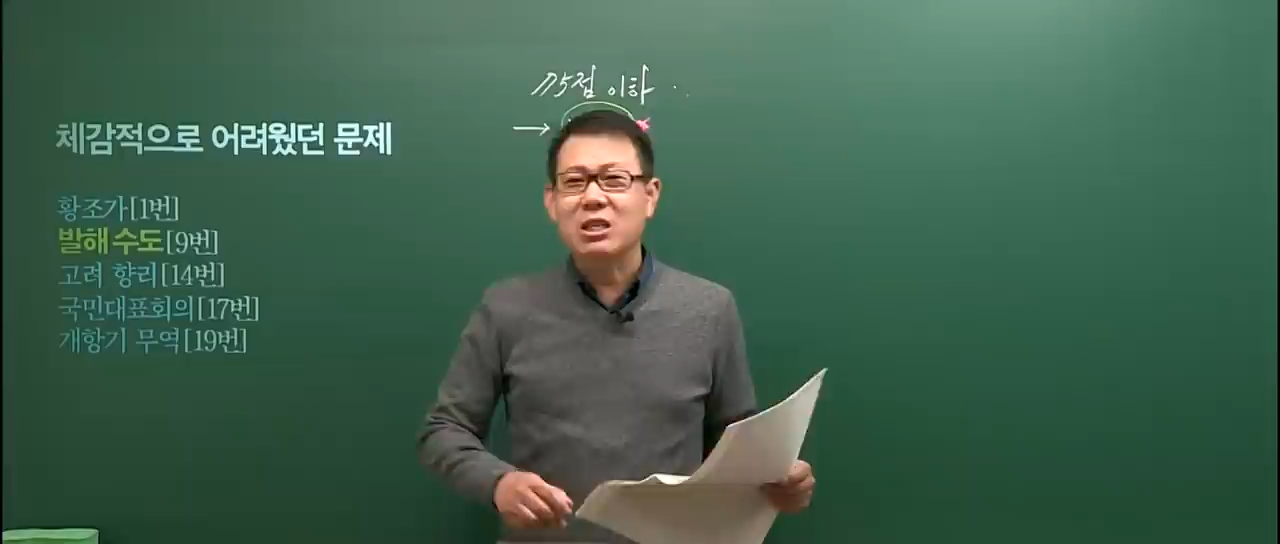 75점 이하 ..
체감적으로 어려웠던 문제
황조가[1번]
발해 수도[9번]
고려 향리[14번]
국민대표회의[17번]
개항기 무역[19번]